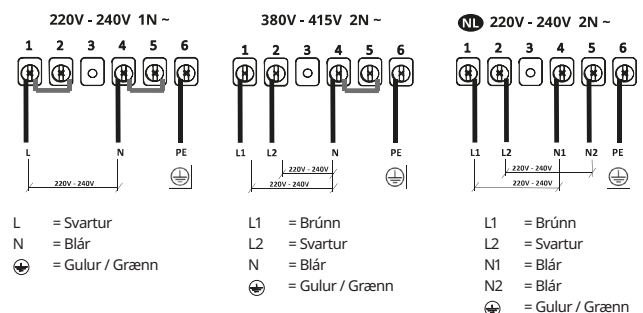 220V - 240V 1N ~
1 2 3 4 5 6
L N PE
220V - 240V
L = Svartur
N = Blár
= Gulur / Grænn
380V - 415V 2N ~
1 2 3 4 5 6
L1 L2 N PE
220V - 240V
220V - 240V
L1 = Brúnn
L2 = Svartur
N = Blár
= Gulur / Grænn
NL 220V - 240V 2N ~
1 2 3 4 5 6
L1 L2 N1 N2 PE
220V - 240V
220V - 240V
L1 = Brúnn
L2 = Svartur
N1 = Blár
N2 = Blár
= Gulur / Grænn